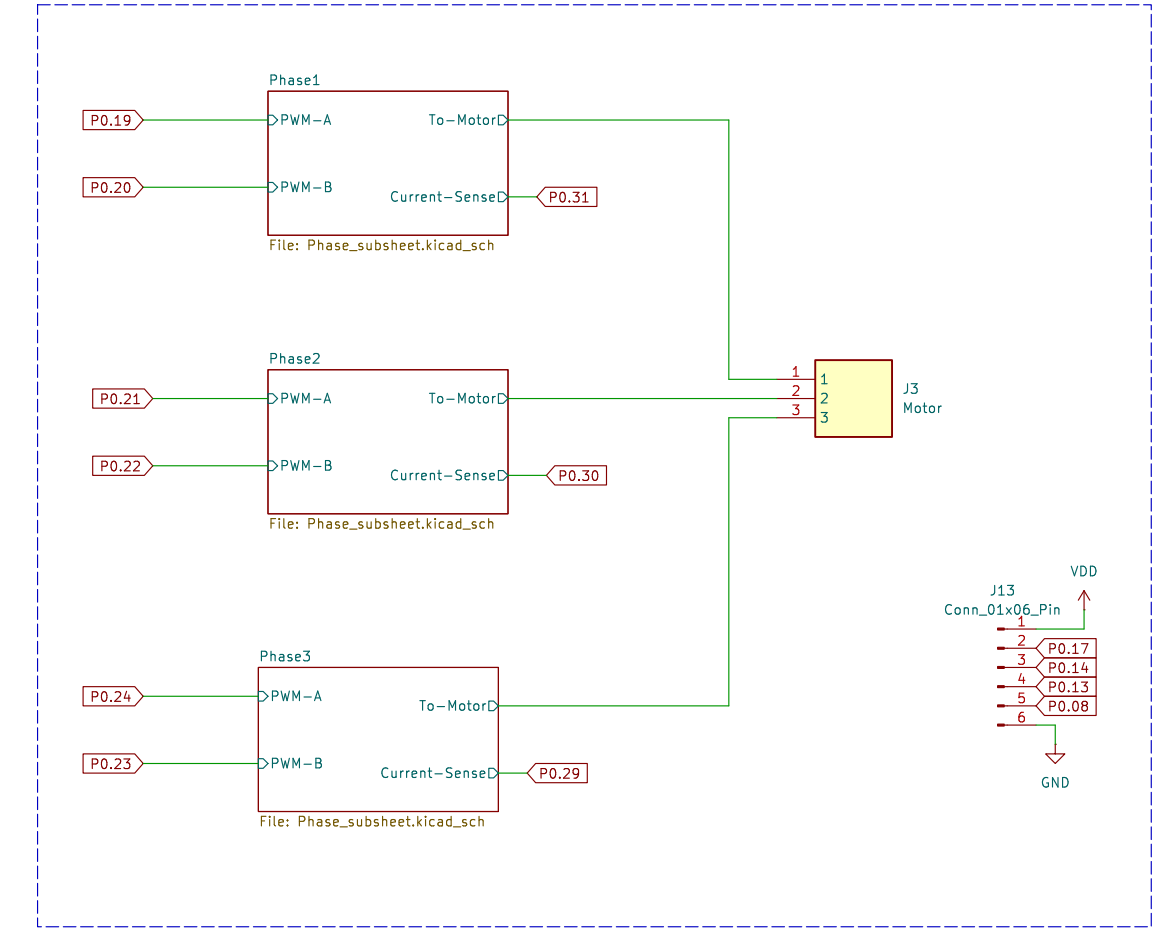 Phase1
P0.19
PWM-A
To-Motor
P0.20
PWM-B
Current-Sense
P0.31
File: Phase_subsheet.kicad_sch
Phase2
P0.21
PWM-A
To-Motor
P0.22
PWM-B
Current-Sense
P0.30
File: Phase_subsheet.kicad_sch
1 1
2 2
3 3
J3
Motor
Phase3
P0.24
PWM-A
To-Motor
P0.23
PWM-B
Current-Sense
P0.29
File: Phase_subsheet.kicad_sch
VDD
J13
Conn_01x06_Pin
1
2 P0.17
3 P0.14
4 P0.13
5 P0.08
6
GND